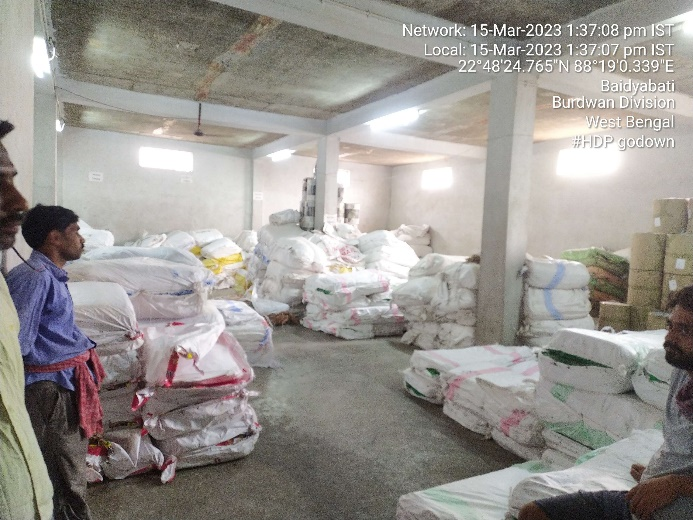 Network: 15-Mar-2023 1:37:08 pm IST
Local: 15-Mar-2023 1:37:07 pm IST
22°48'24.765"N 88°19'0.339"E
Baidyabati
Burdwan Division
West Bengal
#HDP godown